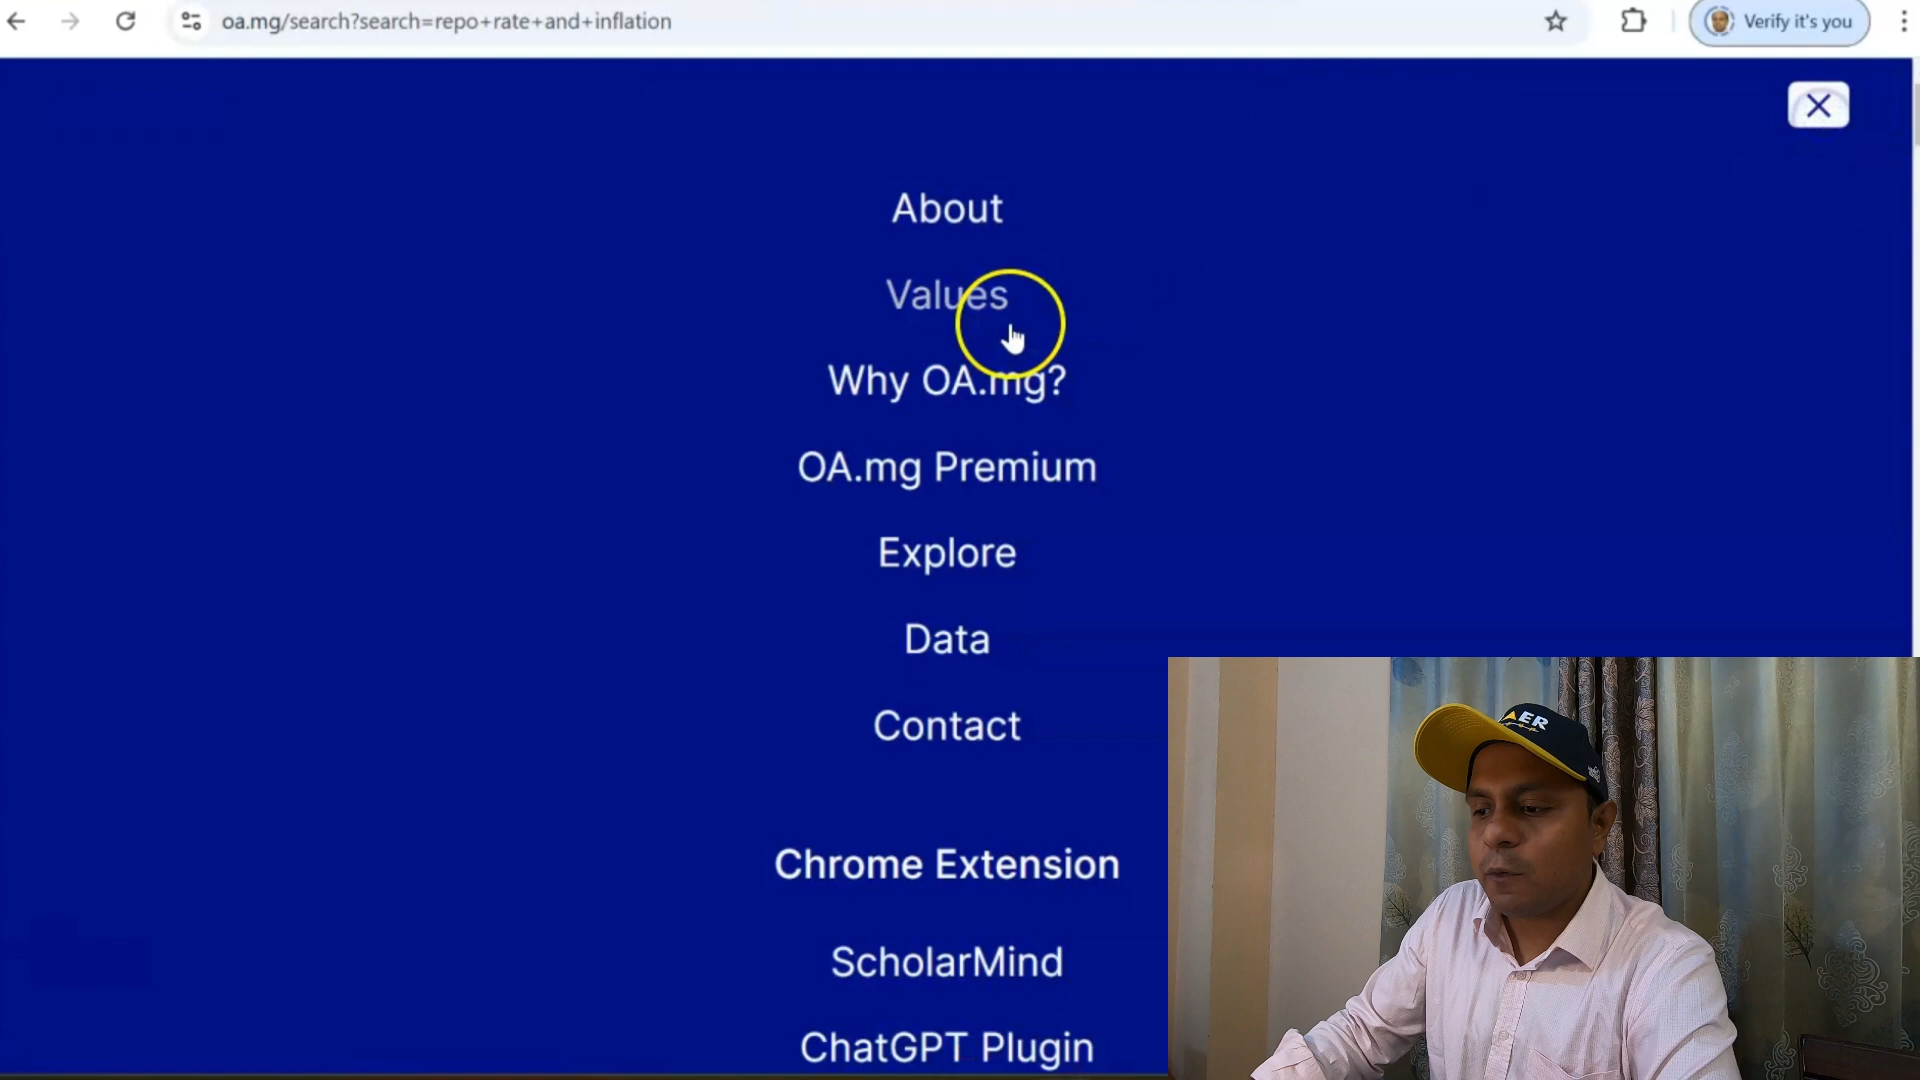 oa.mg/search?search=repo+rate+and+inflation
Verify it's you
About
Values
Why OA.mg?
OA.mg Premium
Explore
Data
Contact
Chrome Extension
ScholarMind
ChatGPT Plugin